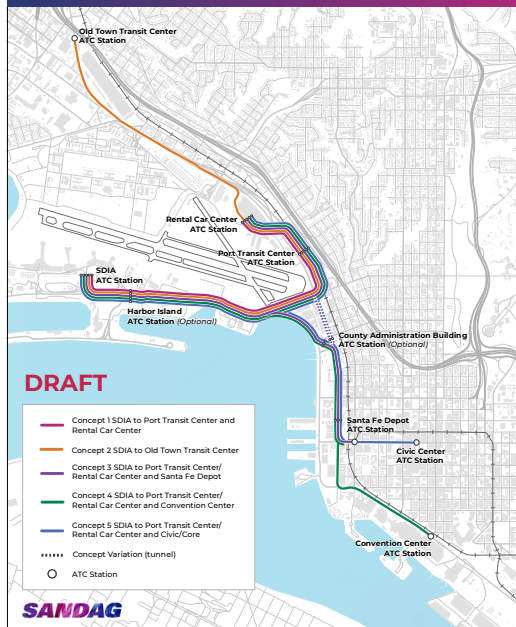 Old Town Transit Center
ATC Station
Rental Car Center
ATC Station
Port Transit Center
ATC Station
SDIA
ATC Station
Harbor Island
ATC Station (Optional)
County Administration Building
ATC Station (Optional)
DRAFT
Santa Fe Depot
ATC Station
Civic Center
ATC Station
Convention Center
ATC Station
Concept 1 SDIA to Port Transit Center and
Rental Car Center
Concept 2 SDIA to Old Town Transit Center
Concept 3 SDIA to Port Transit Center/
Rental Car Center and Santa Fe Depot
Concept 4 SDIA to Port Transit Center/
Rental Car Center and Convention Center
Concept 5 SDIA to Port Transit Center/
Rental Car Center and Civic/Core
Concept Variation (tunnel)
ATC Station
SANDAG